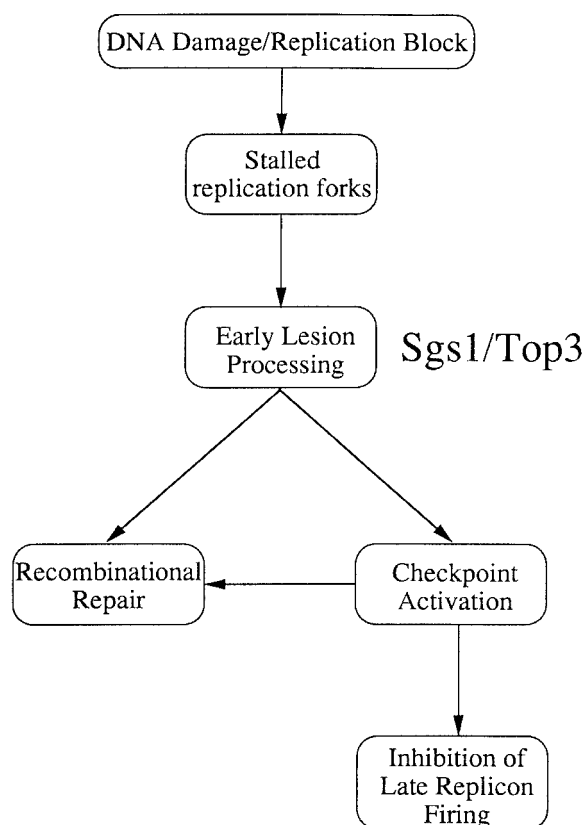 DNA Damage/Replication Block
Stalled
replication forks
Early Lesion
Processing
Sgs1/Top3
Recombinational
Repair
Checkpoint
Activation
Inhibition of
Late Replicon
Firing